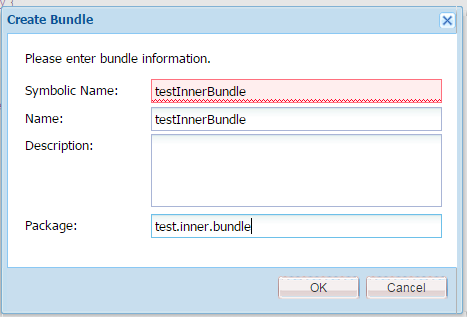 Create Bundle
Please enter bundle information.
Symbolic Name: testInnerBundle
Name: testInnerBundle
Description:
Package: test.inner.bundle
OK Cancel